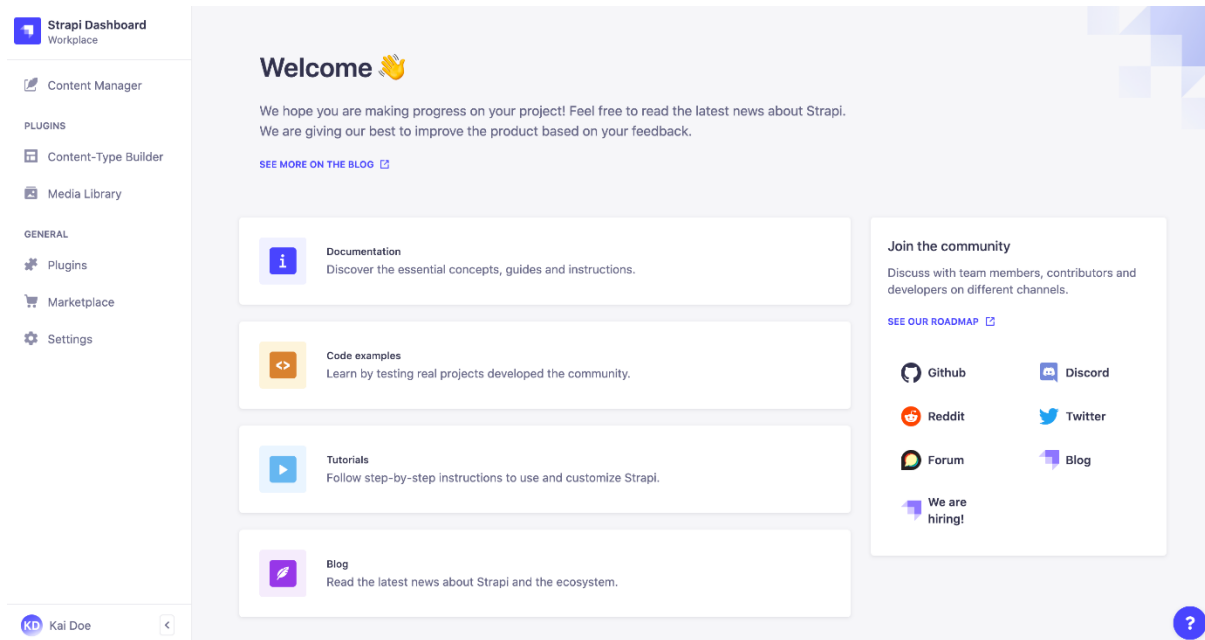 Strapi Dashboard
Workplace
Content Manager
PLUGINS
Content-Type Builder
Media Library
GENERAL
Plugins
Marketplace
Settings
KD Kai Doe
Welcome 👋
We hope you are making progress on your project! Feel free to read the latest news about Strapi.
We are giving our best to improve the product based on your feedback.
SEE MORE ON THE BLOG
Documentation
Discover the essential concepts, guides and instructions.
Code examples
Learn by testing real projects developed the community.
Tutorials
Follow step-by-step instructions to use and customize Strapi.
Blog
Read the latest news about Strapi and the ecosystem.
Join the community
Discuss with team members, contributors and
developers on different channels.
SEE OUR ROADMAP
Github
Discord
Reddit
Twitter
Forum
Blog
We are
hiring!
?